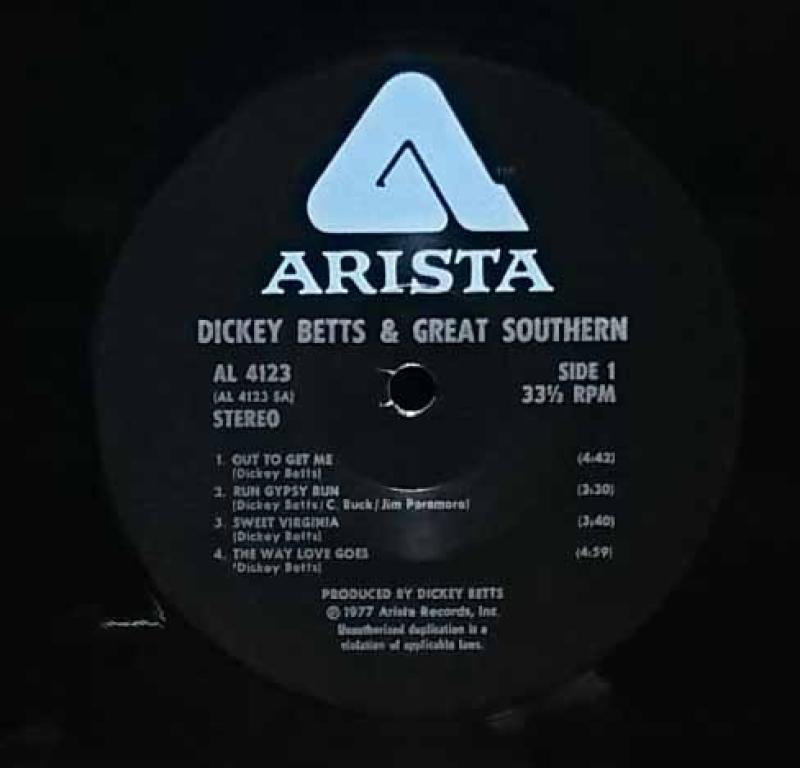 TM
ARISTA
DICKEY BETTS & GREAT SOUTHERN
AL 4123 SIDE 1
(AL 4123 SA) 33⅓ RPM
STEREO
1. OUT TO GET ME (4:42)
(Dickey Betts)
2. RUN GYPSY RUN (3:30)
(Dickey Betts/C. Buck/Jim Paramore)
3. SWEET VIRGINIA (3:40)
(Dickey Betts)
4. THE WAY LOVE GOES (4:59)
(Dickey Betts)
PRODUCED BY DICKEY BETTS
℗ 1977 Arista Records, Inc.
Unauthorized duplication is a
violation of applicable laws.